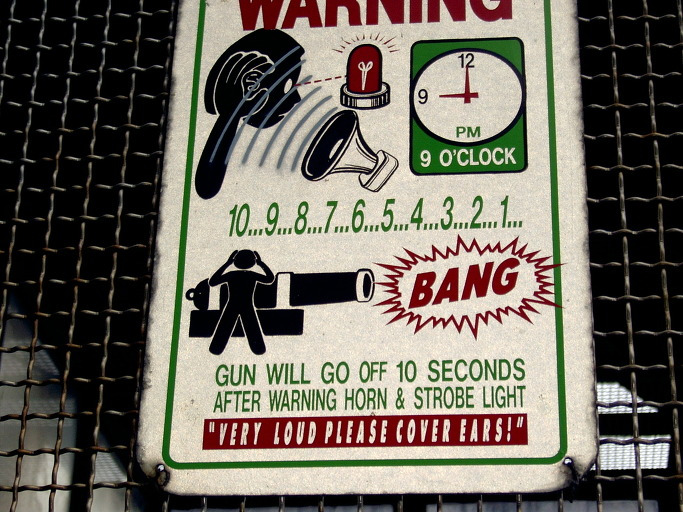 WARNING
12
9
PM
9 O'CLOCK
10...9...8...7...6...5...4...3...2...1...
BANG
GUN WILL GO OFF 10 SECONDS
AFTER WARNING HORN & STROBE LIGHT
"VERY LOUD PLEASE COVER EARS!"